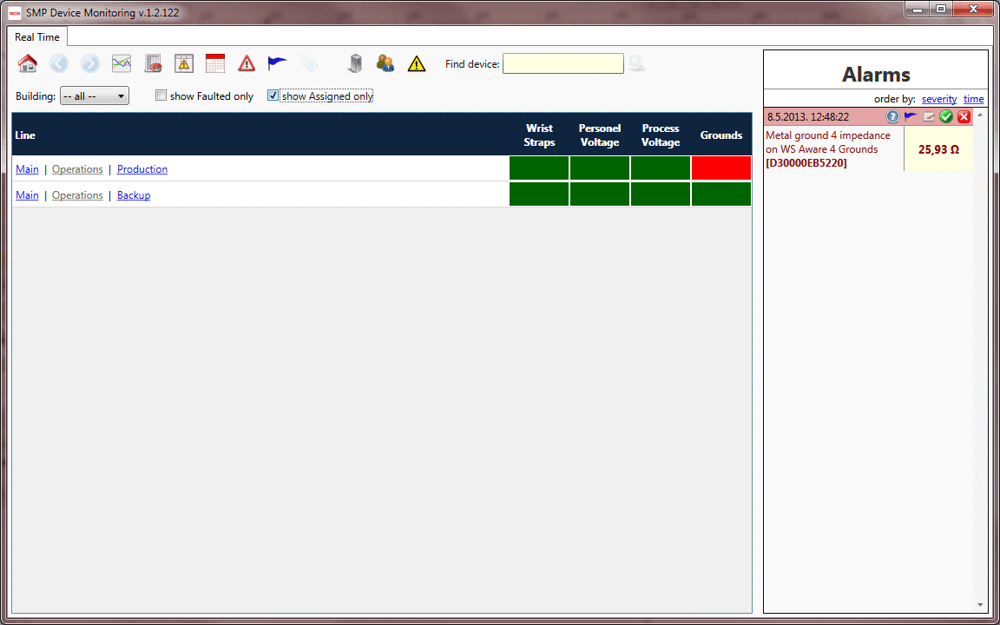 SMP Device Monitoring v.1.2.122
Real Time
Find device:
Building: -- all -- show Faulted only show Assigned only
Line Wrist Straps Personel Voltage Process Voltage Grounds
Main | Operations | Production
Main | Operations | Backup
Alarms
order by: severity time
8.5.2013. 12:48:22
Metal ground 4 impedance
on WS Aware 4 Grounds
[D30000EB5220]
25,93 Ω